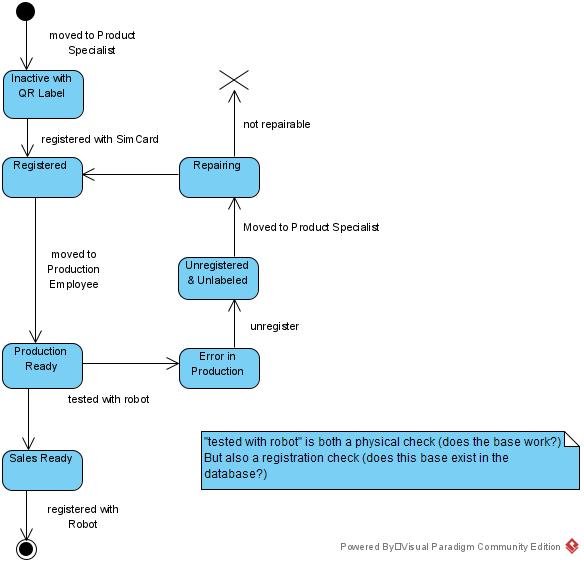 moved to Product
Specialist
Inactive with
QR Label
registered with SimCard
not repairable
Registered
Repairing
Moved to Product Specialist
moved to
Production
Employee
Unregistered
& Unlabeled
unregister
Production
Ready
Error in
Production
tested with robot
"tested with robot" is both a physical check (does the base work?)
But also a registration check (does this base exist in the
database?)
Sales Ready
registered with
Robot
Powered By Visual Paradigm Community Edition